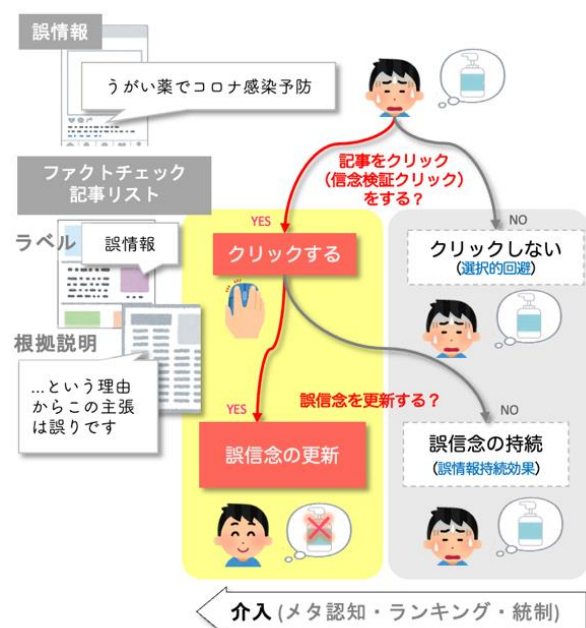 誤情報
うがい薬でコロナ感染予防
ファクトチェック
記事リスト
ラベル
誤情報
根拠説明
...という理由
からこの主張
は誤りです
記事をクリック
（信念検証クリック）
をする？
YES
クリックする
NO
クリックしない
（選択的回避）
誤信念を更新する？
YES
誤信念の更新
NO
誤信念の持続
（誤情報持続効果）
介入 (メタ認知・ランキング・統制)